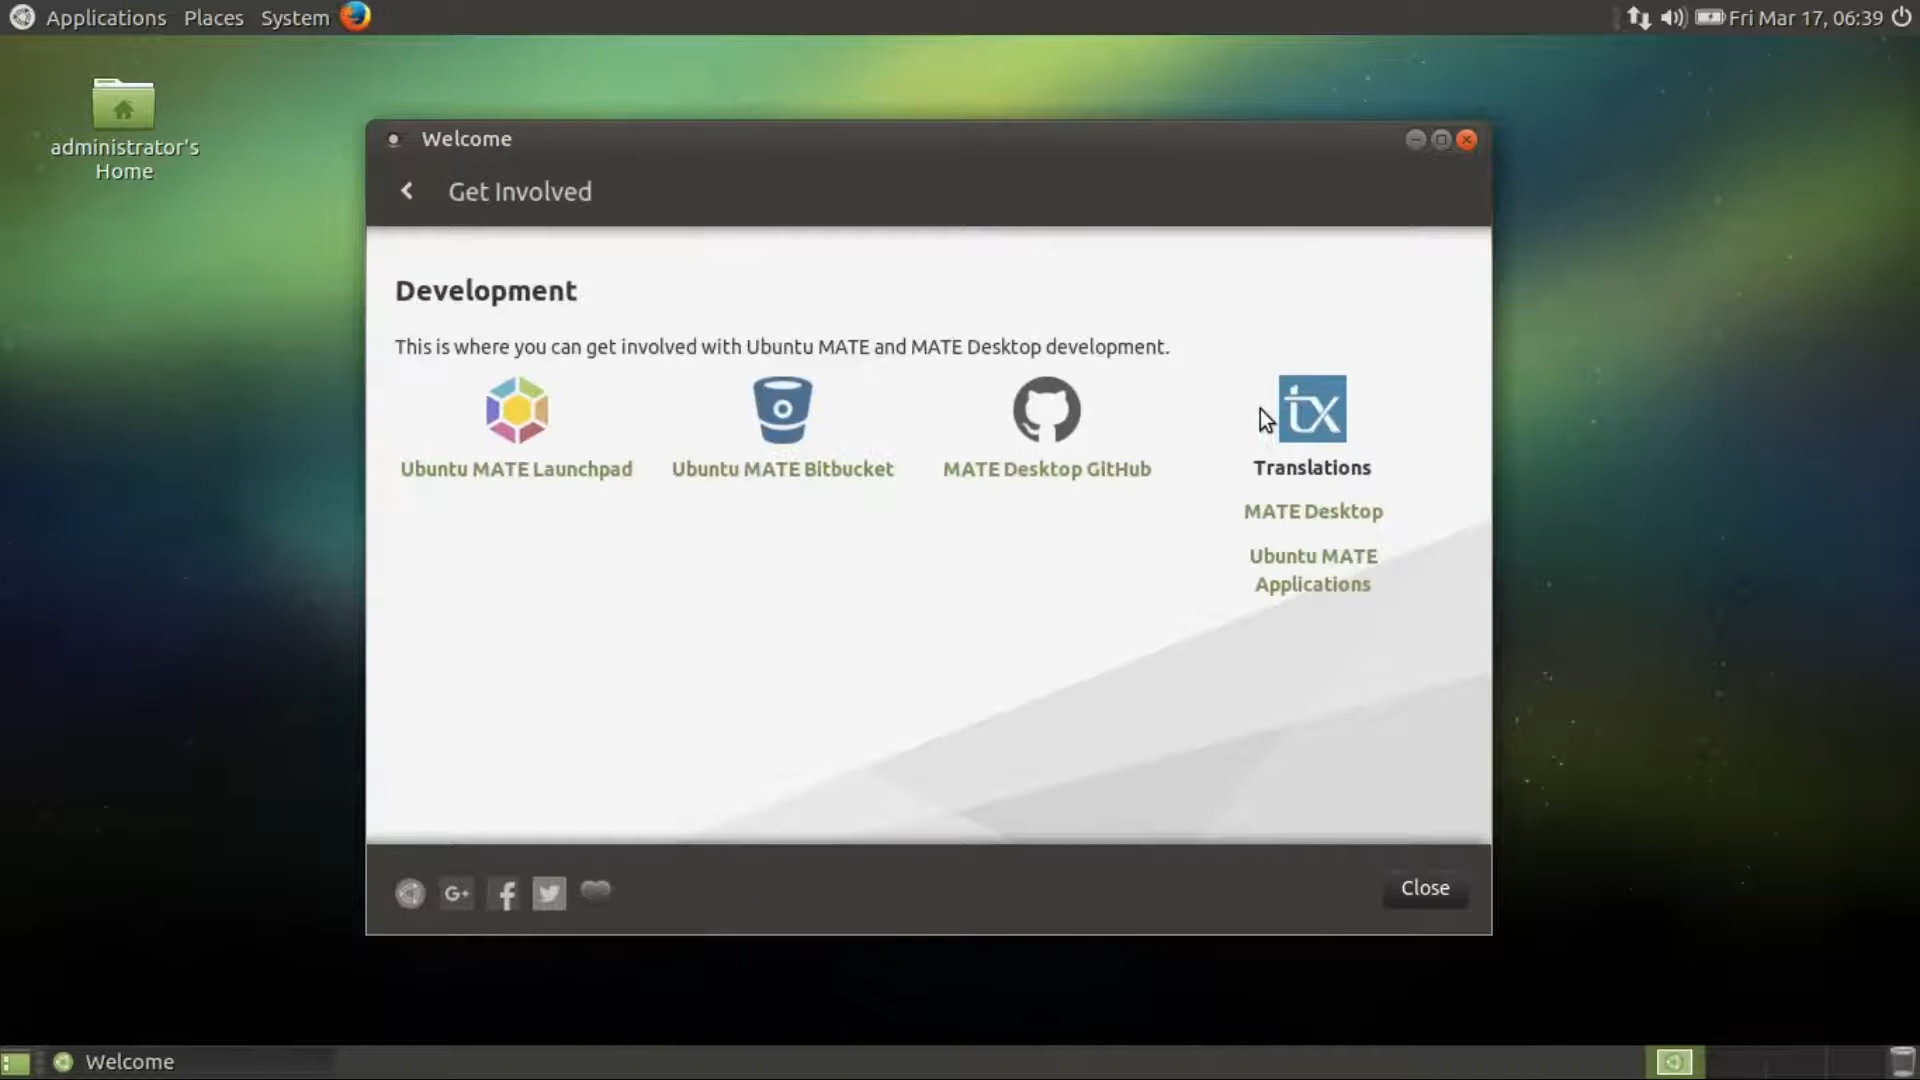 Applications Places System
Fri Mar 17, 06:39
administrator's
Home
Welcome
Get Involved
Development
This is where you can get involved with Ubuntu MATE and MATE Desktop development.
tx
Ubuntu MATE Launchpad
Ubuntu MATE Bitbucket
MATE Desktop GitHub
Translations
MATE Desktop
Ubuntu MATE
Applications
G+
f
Close
Welcome